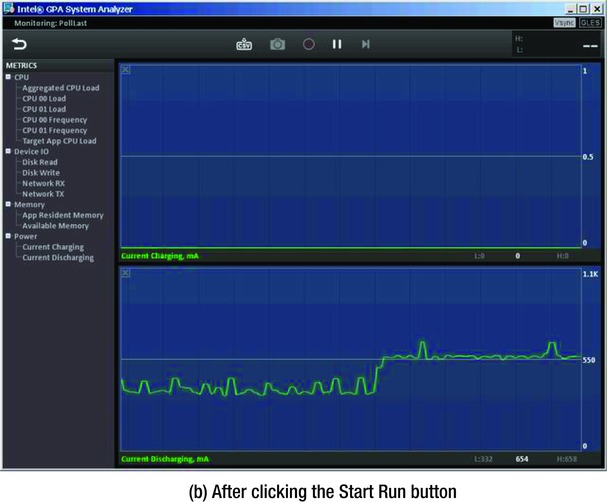 Intel® GPA System Analyzer
Monitoring: PollLast
Vsync GLES
CSV
H:
L:
--
METRICS
CPU
Aggregated CPU Load
CPU 00 Load
CPU 01 Load
CPU 00 Frequency
CPU 01 Frequency
Target App CPU Load
Device IO
Disk Read
Disk Write
Network RX
Network TX
Memory
App Resident Memory
Available Memory
Power
Current Charging
Current Discharging
1
0.5
0
Current Charging, mA L:0 0 H:0
1.1K
550
0
Current Discharging, mA L:332 654 H:658
(b) After clicking the Start Run button